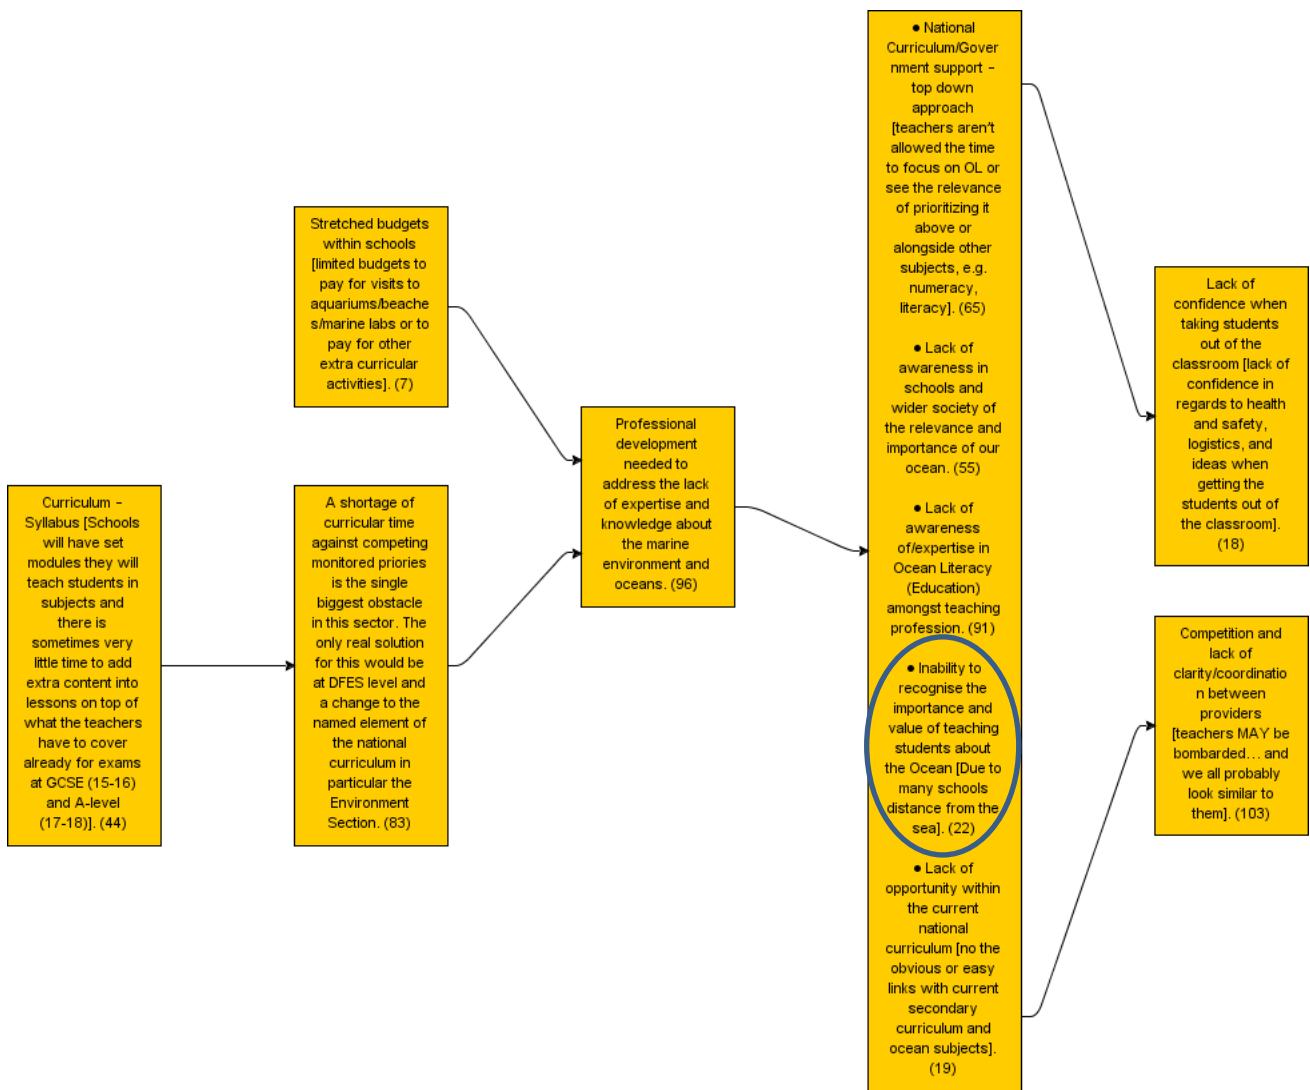 Curriculum –
Syllabus [Schools
will have set
modules they will
teach students in
subjects and
there is
sometimes very
little time to add
extra content into
lessons on top of
what the teachers
have to cover
already for exams
at GCSE (15-16)
and A-level
(17-18)]. (44)
Stretched budgets
within schools
[limited budgets to
pay for visits to
aquariums/beache
s/marine labs or to
pay for other
extra curricular
activities]. (7)
A shortage of
curricular time
against competing
monitored priories
is the single
biggest obstacle
in this sector. The
only real solution
for this would be
at DFES level and
a change to the
named element of
the national
curriculum in
particular the
Environment
Section. (83)
Professional
development
needed to
address the lack
of expertise and
knowledge about
the marine
environment and
oceans. (96)
● National
Curriculum/Gover
nment support –
top down
approach
[teachers aren't
allowed the time
to focus on OL or
see the relevance
of prioritizing it
above or
alongside other
subjects, e.g.
numeracy,
literacy]. (65)
● Lack of
awareness in
schools and
wider society of
the relevance and
importance of our
ocean. (55)
● Lack of
awareness
of/expertise in
Ocean Literacy
(Education)
amongst teaching
profession. (91)
● Inability to
recognise the
importance and
value of teaching
students about
the Ocean [Due to
many schools
distance from the
sea]. (22)
● Lack of
opportunity within
the current
national
curriculum [no the
obvious or easy
links with current
secondary
curriculum and
ocean subjects].
(19)
Lack of
confidence when
taking students
out of the
classroom [lack of
confidence in
regards to health
and safety,
logistics, and
ideas when
getting the
students out of
the classroom].
(18)
Competition and
lack of
clarity/coordinatio
n between
providers
[teachers MAY be
bombarded... and
we all probably
look similar to
them]. (103)